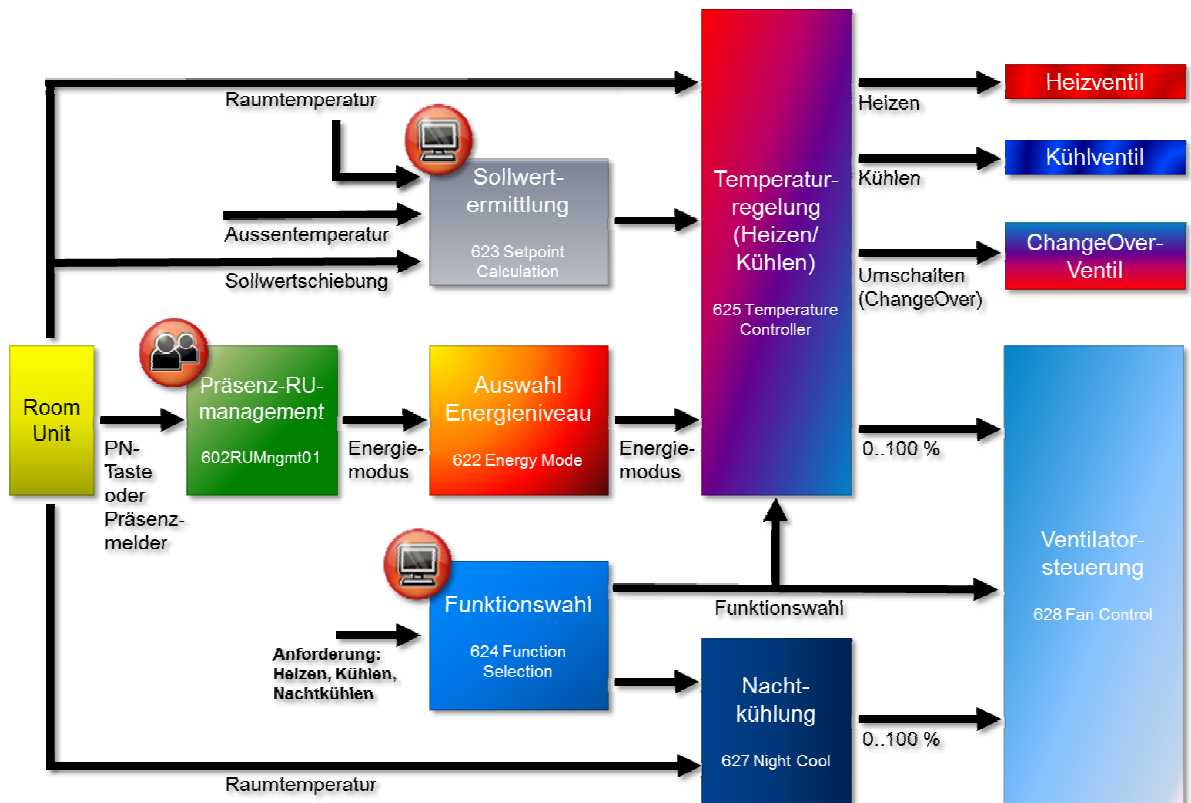 Raumtemperatur
Sollwert-
ermittlung
623 Setpoint
Calculation
Aussentemperatur
Sollwertschiebung
Temperatur-
regelung
(Heizen/
Kühlen)
625 Temperature
Controller
Heizen
Heizventil
Kühlen
Kühlventil
Umschalten
(ChangeOver)
ChangeOver-
Ventil
Room
Unit
PN-
Taste
oder
Präsenz-
melder
Präsenz-RU-
management
602RUMngmt01
Energie-
modus
Auswahl
Energieniveau
622 Energy Mode
Energie-
modus
0..100 %
Ventilator-
steuerung
628 Fan Control
Anforderung:
Heizen, Kühlen,
Nachtkühlen
Funktionswahl
624 Function
Selection
Funktionswahl
Nacht-
kühlung
627 Night Cool
0..100 %
Raumtemperatur